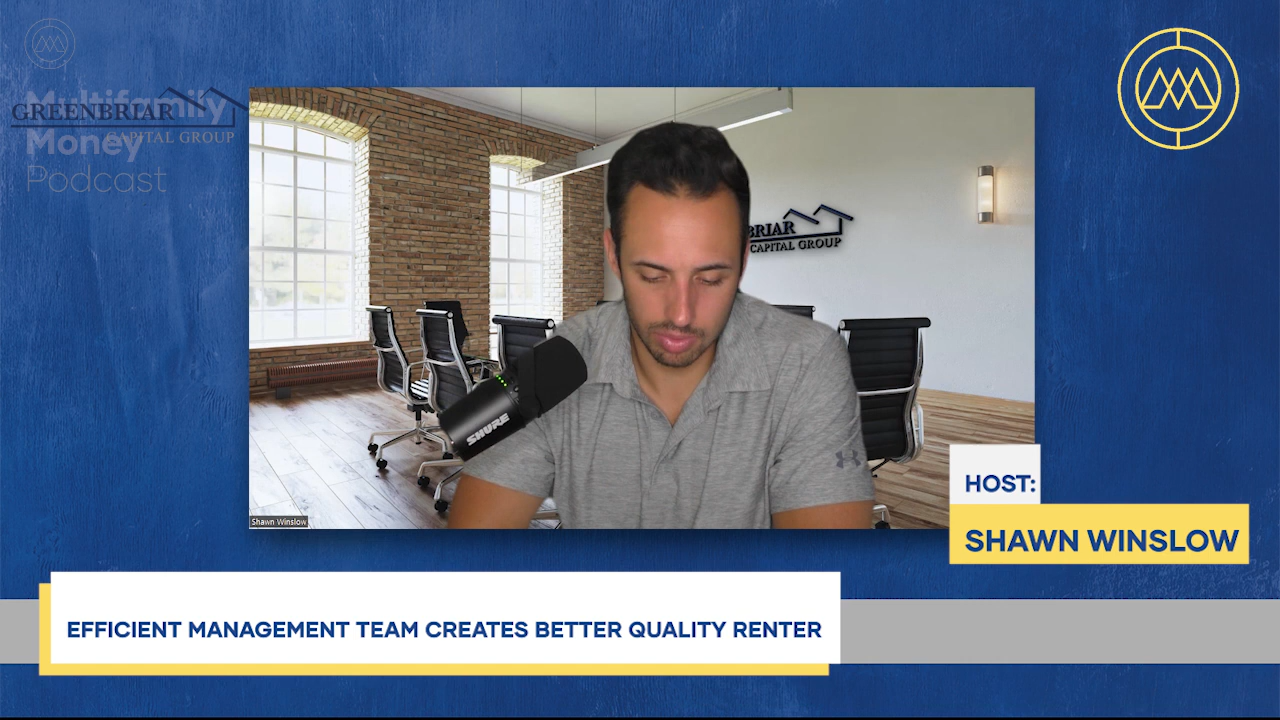 Multifamily
Money
Podcast
GREENBRIAR
CAPITAL GROUP
BRIAR
CAPITAL GROUP
SHURE
Shawn Winslow
HOST:
SHAWN WINSLOW
EFFICIENT MANAGEMENT TEAM CREATES BETTER QUALITY RENTER